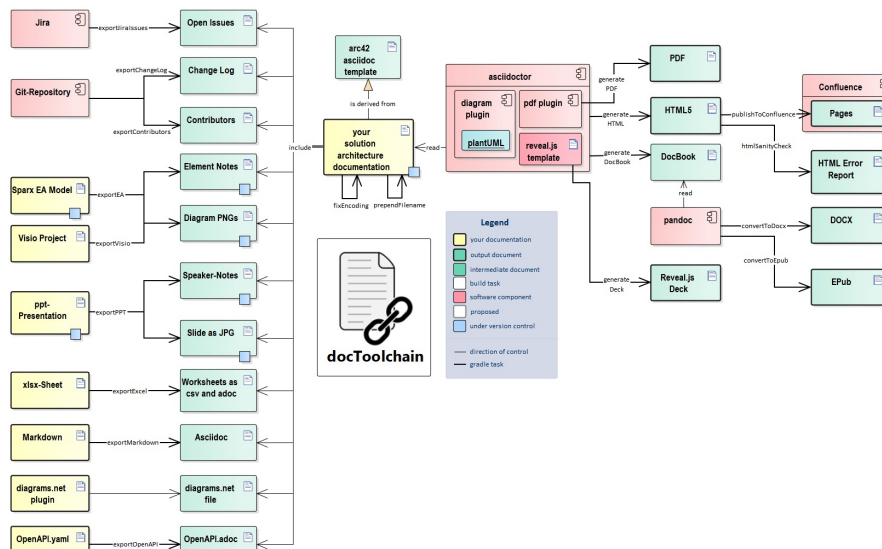 Jira
exportJiraIssues
Open Issues
Git-Repository
exportChangeLog
Change Log
exportContributors
Contributors
Sparx EA Model
exportEA
Element Notes
Visio Project
exportVisio
Diagram PNGs
ppt-
Presentation
exportPPT
Speaker-Notes
Slide as JPG
xlsx-Sheet
exportExcel
Worksheets as
csv and adoc
Markdown
exportMarkdown
Asciidoc
diagrams.net
plugin
diagrams.net
file
OpenAPI.yaml
exportOpenAPI
OpenAPI.adoc
include
arc42
asciidoc
template
is derived from
your
solution
architecture
documentation
fixEncoding
prependFilename
read
docToolchain
asciidoctor
diagram
plugin
plantUML
pdf plugin
reveal.js
template
Legend
your documentation
output document
intermediate document
build task
software component
proposed
under version control
direction of control
gradle task
generate
PDF
PDF
generate
HTML
HTML5
generate
DocBook
DocBook
read
pandoc
generate
Deck
Reveal.js
Deck
publishToConfluence
Confluence
Pages
htmlSanityCheck
HTML Error
Report
convertToDocx
DOCX
convertToEpub
EPub